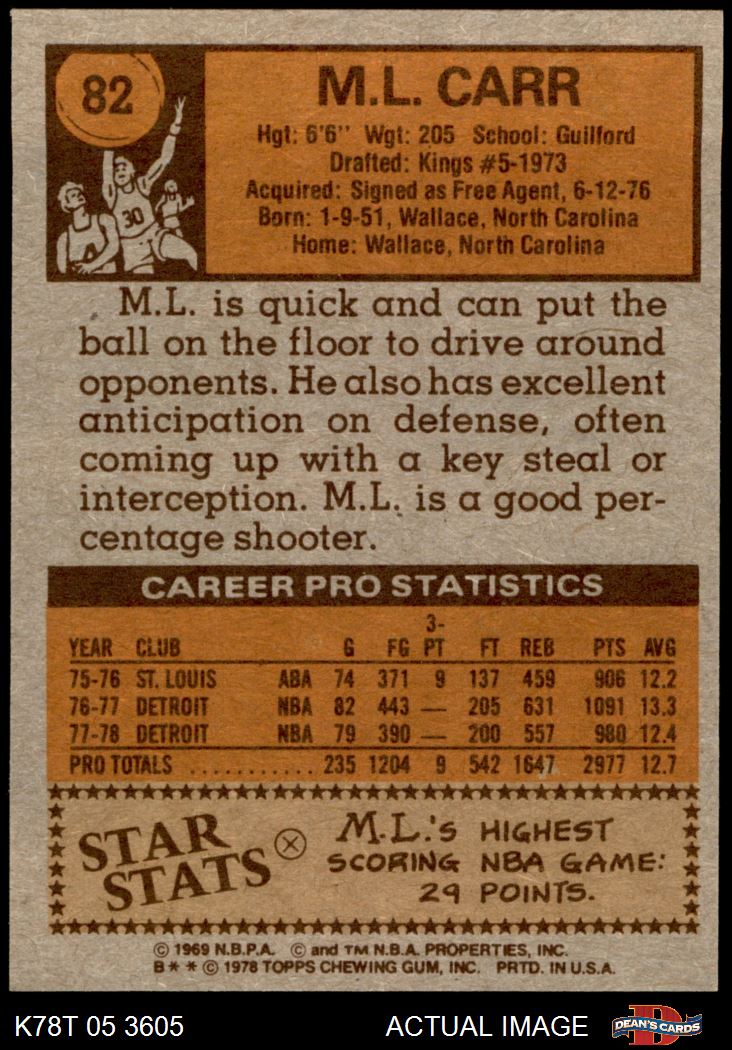 82
M.L. CARR
Hgt: 6'6" Wgt: 205 School: Guilford
Drafted: Kings #5-1973
Acquired: Signed as Free Agent, 6-12-76
Born: 1-9-51, Wallace, North Carolina
Home: Wallace, North Carolina
30
M.L. is quick and can put the
ball on the floor to drive around
opponents. He also has excellent
anticipation on defense, often
coming up with a key steal or
interception. M.L. is a good per-
centage shooter.
CAREER PRO STATISTICS
YEAR CLUB G FG 3-PT FT REB PTS AVG
75-76 ST. LOUIS ABA 74 371 9 137 459 906 12.2
76-77 DETROIT NBA 82 443 — 205 631 1091 13.3
77-78 DETROIT NBA 79 390 — 200 557 980 12.4
PRO TOTALS ........... 235 1204 9 542 1647 2977 12.7
STAR
STATS
M.L.'S HIGHEST
SCORING NBA GAME:
29 POINTS.
© 1969 N.B.P.A. © and TM N.B.A. PROPERTIES, INC.
B * * © 1978 TOPPS CHEWING GUM, INC. PRTD. IN U.S.A.
K78T 05 3605 ACTUAL IMAGE DEAN'S CARDS